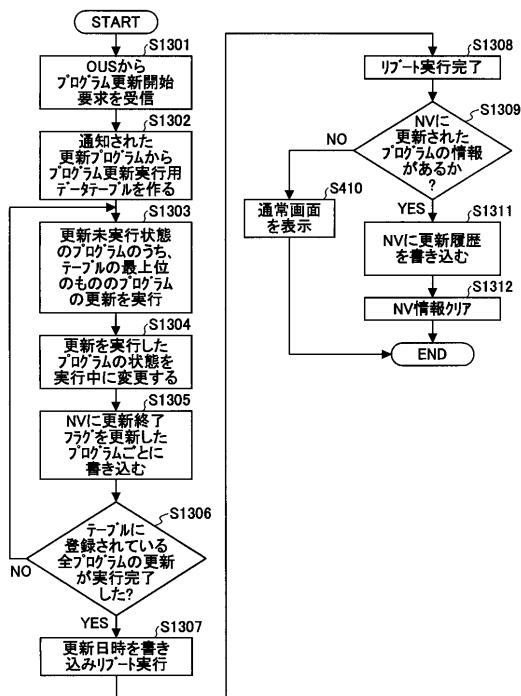 START
S1301
OUSから
プログラム更新開始
要求を受信
S1302
通知された
更新プログラムから
プログラム更新実行用
データテーブルを作る
S1303
更新未実行状態
のプログラムのうち、
テーブルの最上位
のもののプログラム
の更新を実行
S1304
更新を実行した
プログラムの状態を
実行中に変更する
S1305
NVに更新終了
フラグを更新した
プログラムごとに
書き込む
S1306
テーブルに
登録されている
全プログラムの更新
が実行完了
した?
NO
YES
S1307
更新日時を書き
込みリブート実行
S1308
リブート実行完了
S1309
NVに
更新された
プログラムの情報
があるか
?
NO
YES
S410
通常画面
を表示
S1311
NVに更新履歴
を書き込む
S1312
NV情報クリア
END